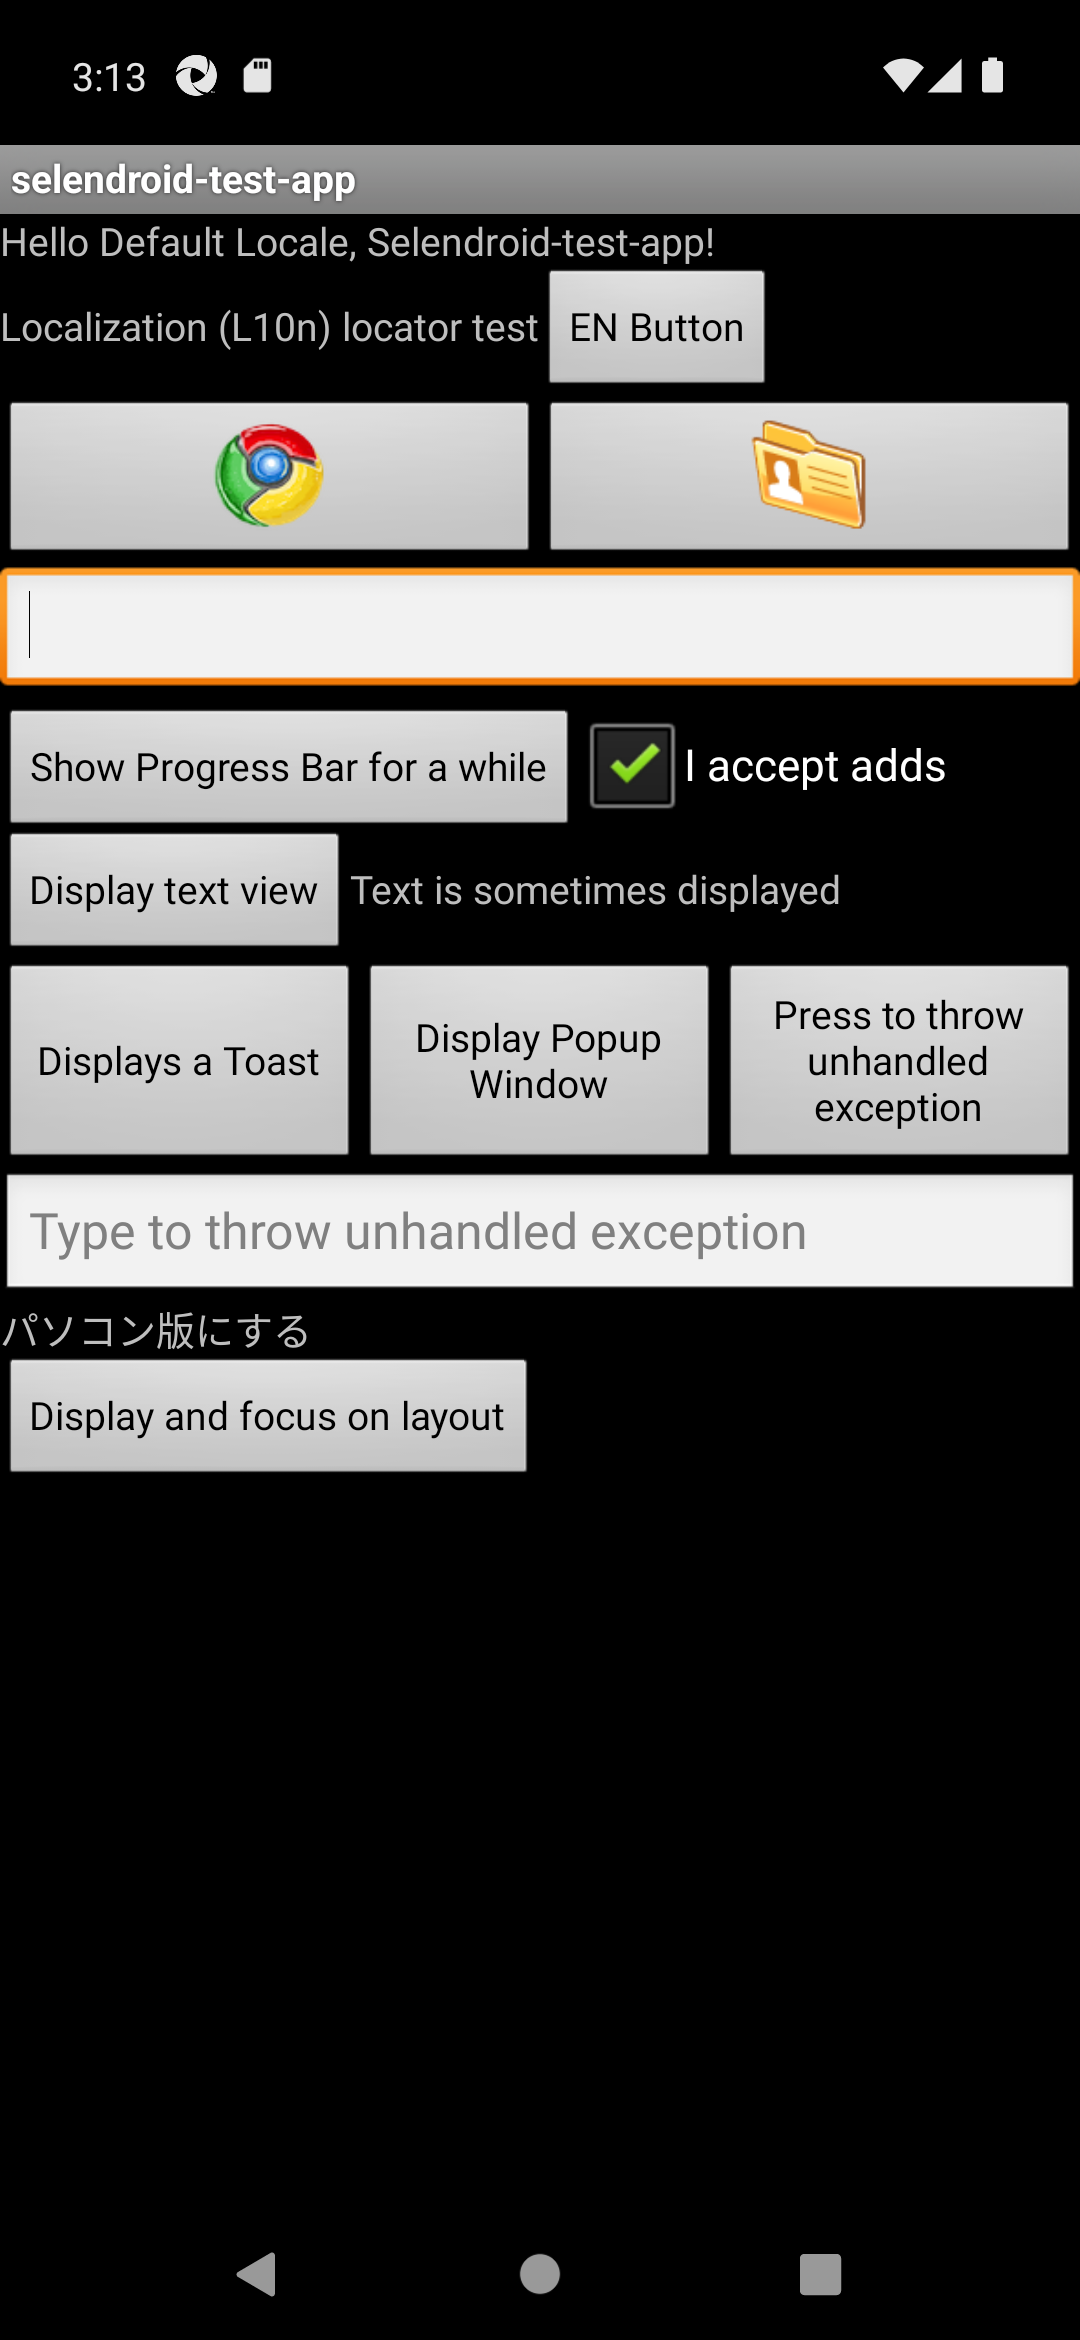 3:13
selendroid-test-app
Hello Default Locale, Selendroid-test-app!
Localization (L10n) locator test
EN Button
Show Progress Bar for a while
I accept adds
Display text view
Text is sometimes displayed
Displays a Toast
Display Popup
Window
Press to throw
unhandled
exception
Type to throw unhandled exception
パソコン版にする
Display and focus on layout